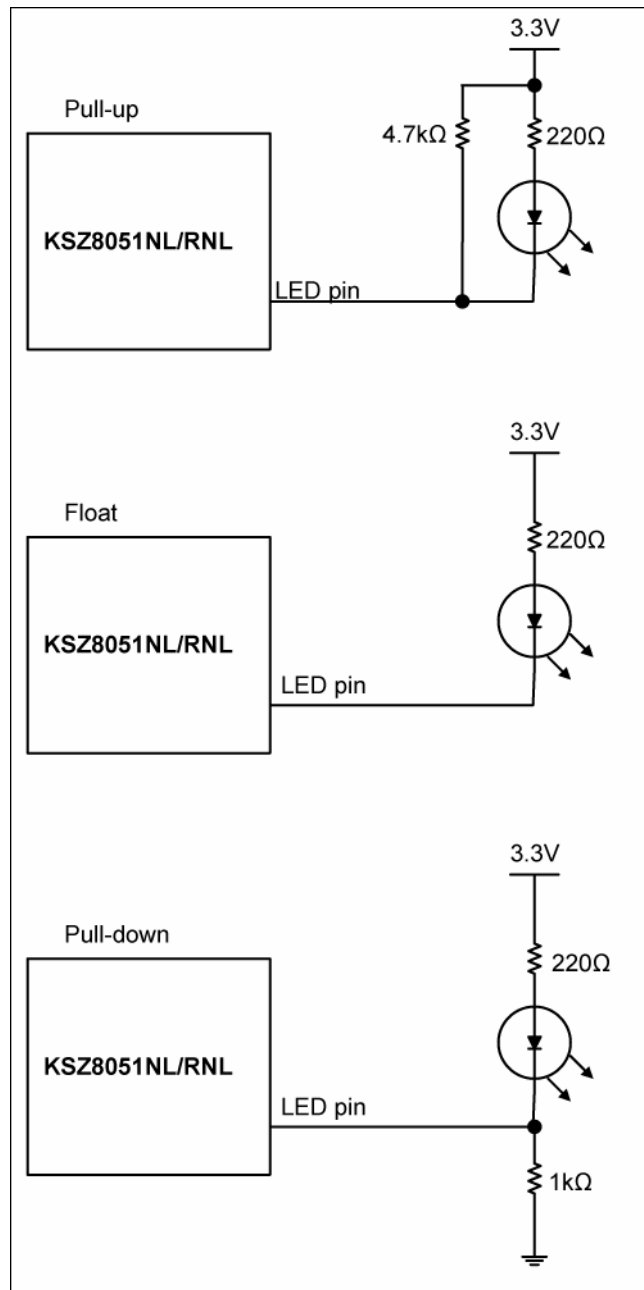 3.3V
Pull-up
4.7kΩ
220Ω
KSZ8051NL/RNL
LED pin
3.3V
Float
220Ω
KSZ8051NL/RNL
LED pin
3.3V
Pull-down
220Ω
KSZ8051NL/RNL
LED pin
1kΩ